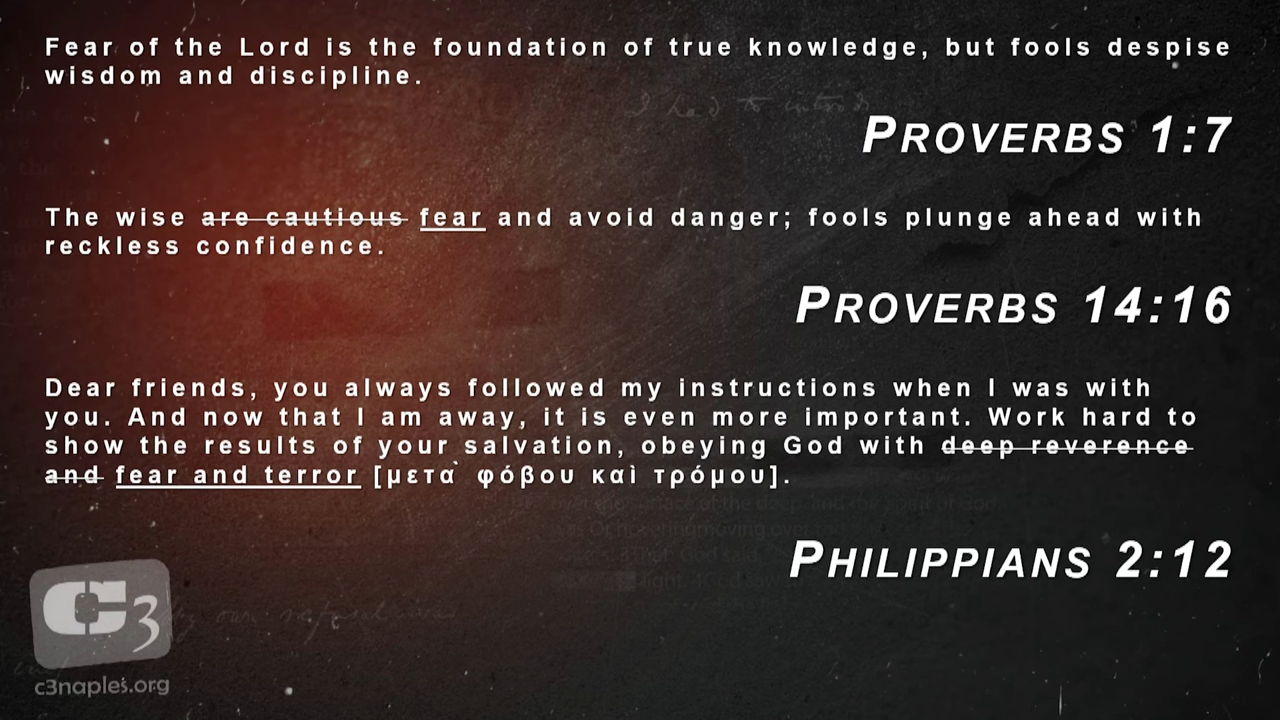 Fear of the Lord is the foundation of true knowledge, but fools despise
wisdom and discipline.
PROVERBS 1:7
The wise are cautious fear and avoid danger; fools plunge ahead with
reckless confidence.
PROVERBS 14:16
Dear friends, you always followed my instructions when I was with
you. And now that I am away, it is even more important. Work hard to
show the results of your salvation, obeying God with deep reverence
and fear and terror [μετὰ φόβου καὶ τρόμου].
PHILIPPIANS 2:12
C3
c3naples.org